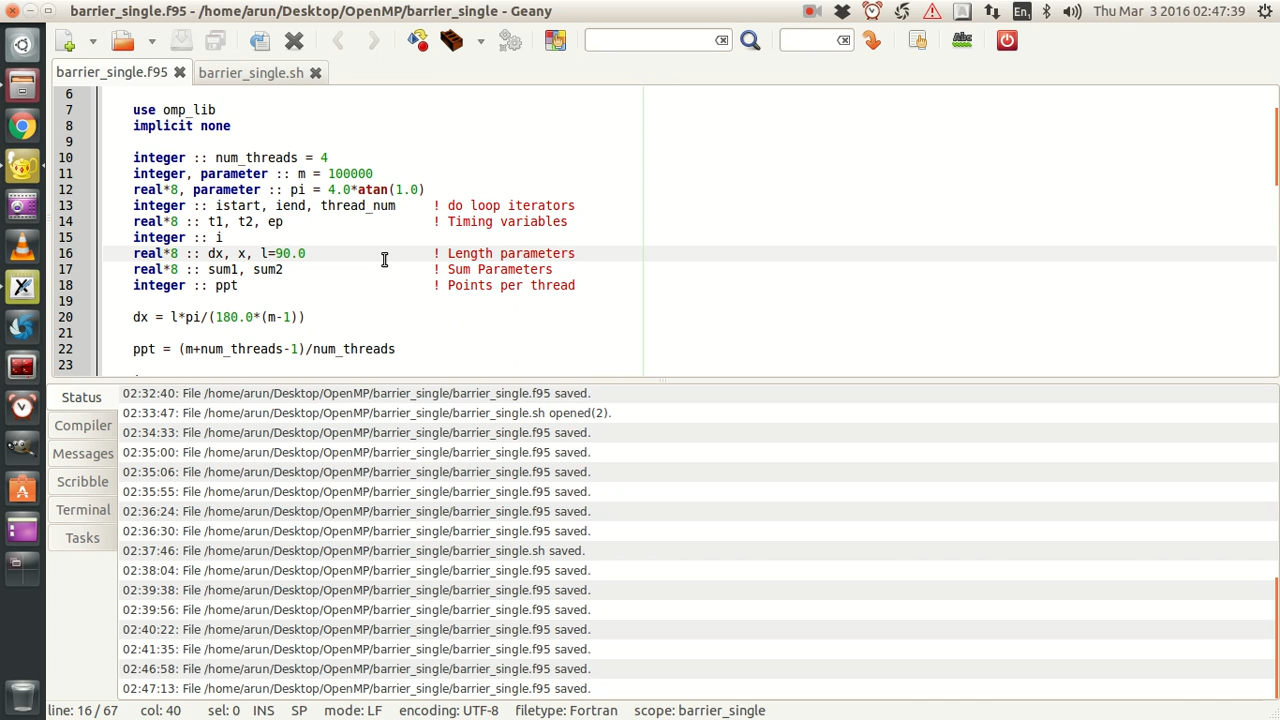 barrier_single.f95 - /home/arun/Desktop/OpenMP/barrier_single - Geany
En1
Thu Mar 3 2016 02:47:39
barrier_single.f95
barrier_single.sh
6
7 use omp_lib
8 implicit none
9
10 integer :: num_threads = 4
11 integer, parameter :: m = 100000
12 real*8, parameter :: pi = 4.0*atan(1.0)
13 integer :: istart, iend, thread_num ! do loop iterators
14 real*8 :: t1, t2, ep ! Timing variables
15 integer :: i
16 real*8 :: dx, x, l=90.0 ! Length parameters
17 real*8 :: sum1, sum2 ! Sum Parameters
18 integer :: ppt ! Points per thread
19
20 dx = l*pi/(180.0*(m-1))
21
22 ppt = (m+num_threads-1)/num_threads
23
Status
Compiler
Messages
Scribble
Terminal
Tasks
02:32:40: File /home/arun/Desktop/OpenMP/barrier_single/barrier_single.f95 saved.
02:33:47: File /home/arun/Desktop/OpenMP/barrier_single/barrier_single.sh opened(2).
02:34:33: File /home/arun/Desktop/OpenMP/barrier_single/barrier_single.f95 saved.
02:35:00: File /home/arun/Desktop/OpenMP/barrier_single/barrier_single.f95 saved.
02:35:06: File /home/arun/Desktop/OpenMP/barrier_single/barrier_single.f95 saved.
02:35:55: File /home/arun/Desktop/OpenMP/barrier_single/barrier_single.f95 saved.
02:36:24: File /home/arun/Desktop/OpenMP/barrier_single/barrier_single.f95 saved.
02:36:30: File /home/arun/Desktop/OpenMP/barrier_single/barrier_single.f95 saved.
02:37:46: File /home/arun/Desktop/OpenMP/barrier_single/barrier_single.sh saved.
02:38:04: File /home/arun/Desktop/OpenMP/barrier_single/barrier_single.f95 saved.
02:39:38: File /home/arun/Desktop/OpenMP/barrier_single/barrier_single.f95 saved.
02:39:56: File /home/arun/Desktop/OpenMP/barrier_single/barrier_single.f95 saved.
02:40:22: File /home/arun/Desktop/OpenMP/barrier_single/barrier_single.f95 saved.
02:41:35: File /home/arun/Desktop/OpenMP/barrier_single/barrier_single.f95 saved.
02:46:58: File /home/arun/Desktop/OpenMP/barrier_single/barrier_single.f95 saved.
02:47:13: File /home/arun/Desktop/OpenMP/barrier_single/barrier_single.f95 saved.
line: 16 / 67 col: 40 sel: 0 INS SP mode: LF encoding: UTF-8 filetype: Fortran scope: barrier_single